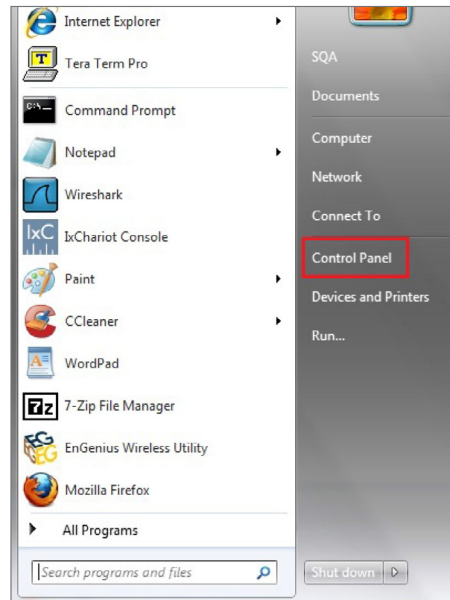 Internet Explorer
Tera Term Pro
Command Prompt
Notepad
Wireshark
IxC
IxChariot Console
Paint
CCleaner
WordPad
7z
7-Zip File Manager
EnGenius Wireless Utility
Mozilla Firefox
All Programs
Search programs and files
SQA
Documents
Computer
Network
Connect To
Control Panel
Devices and Printers
Run...
Shut down